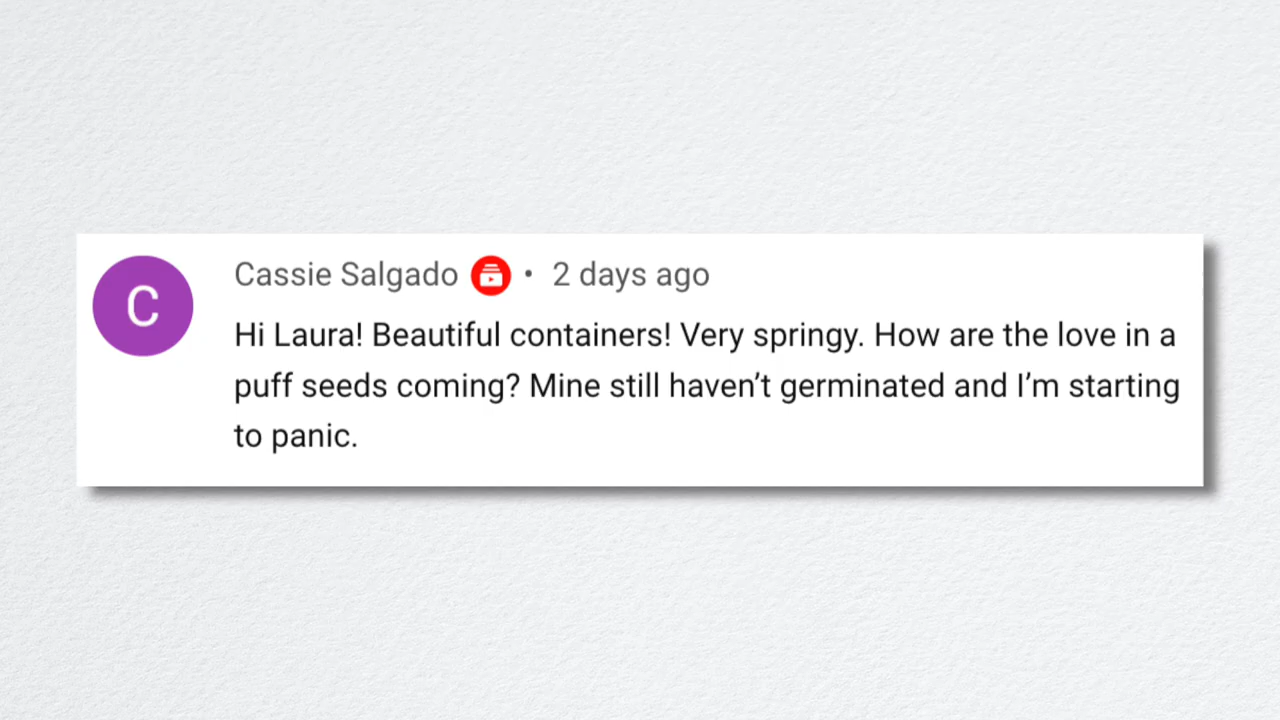 C
Cassie Salgado • 2 days ago
Hi Laura! Beautiful containers! Very springy. How are the love in a
puff seeds coming? Mine still haven’t germinated and I’m starting
to panic.